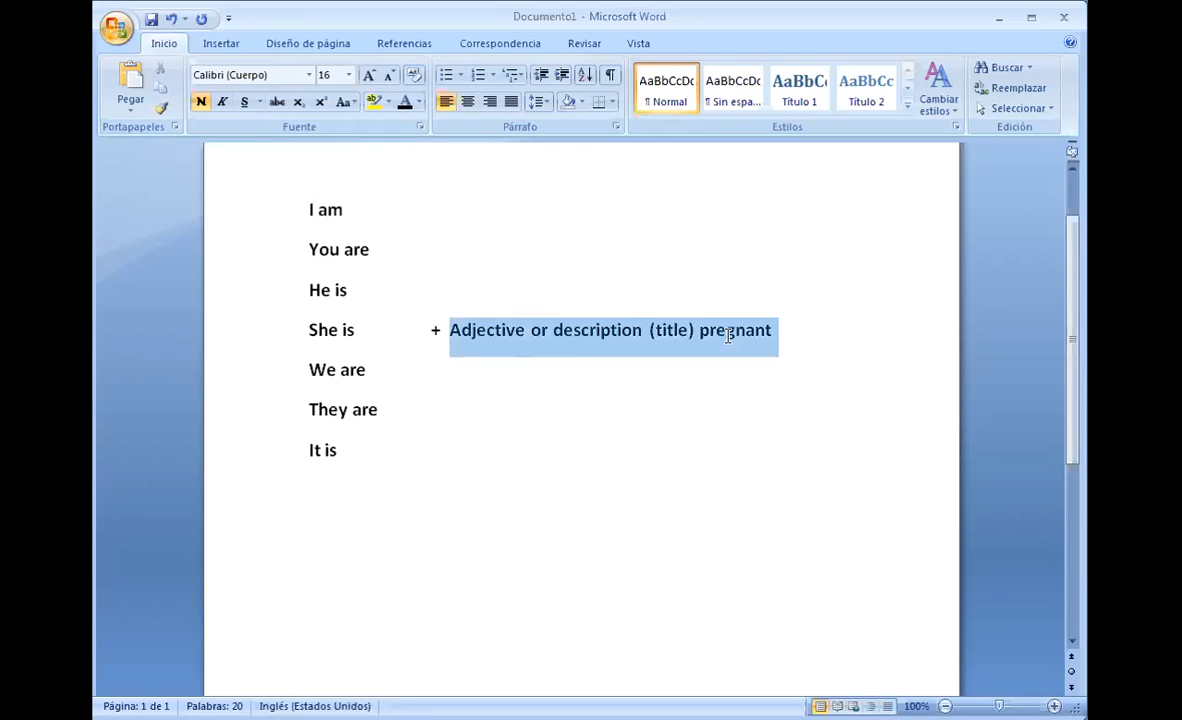 Documento1 - Microsoft Word
Inicio Insertar Diseño de página Referencias Correspondencia Revisar Vista
Calibri (Cuerpo) 16
Pegar
N K S abc x₂ x² Aa
AaBbCcDc AaBbCcDc AaBbC AaBbCc
¶ Normal ¶ Sin espa... Título 1 Título 2
Cambiar estilos
Buscar
Reemplazar
Seleccionar
Portapapeles Fuente Párrafo Estilos Edición
I am
You are
He is
She is + Adjective or description (title) pregnant
We are
They are
It is
Página: 1 de 1 Palabras: 20 Inglés (Estados Unidos) 100%